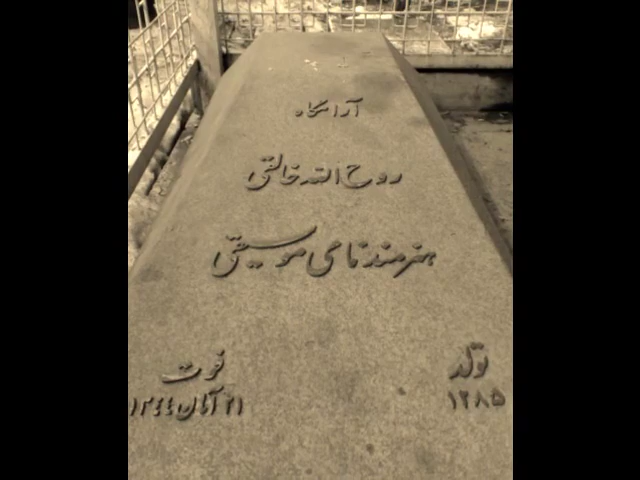 آرامگاه
روح الله خالقی
هنرمند نامی موسیقی
تولد
۱۲۸۵
فوت
۲۱ آبان ۱۳۴۴